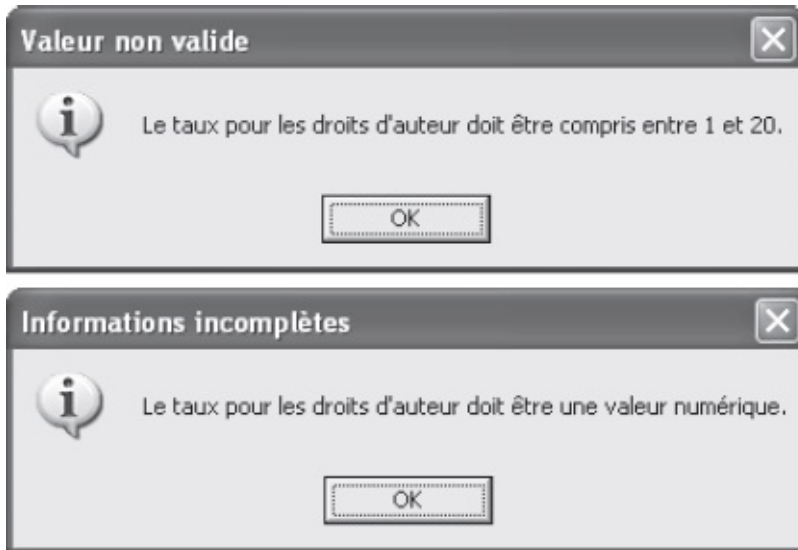 Valeur non valide
Le taux pour les droits d'auteur doit être compris entre 1 et 20.
OK
Informations incomplètes
Le taux pour les droits d'auteur doit être une valeur numérique.
OK